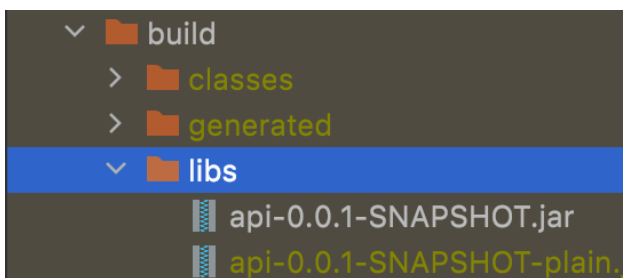 build
classes
generated
libs
api-0.0.1-SNAPSHOT.jar
api-0.0.1-SNAPSHOT-plain.